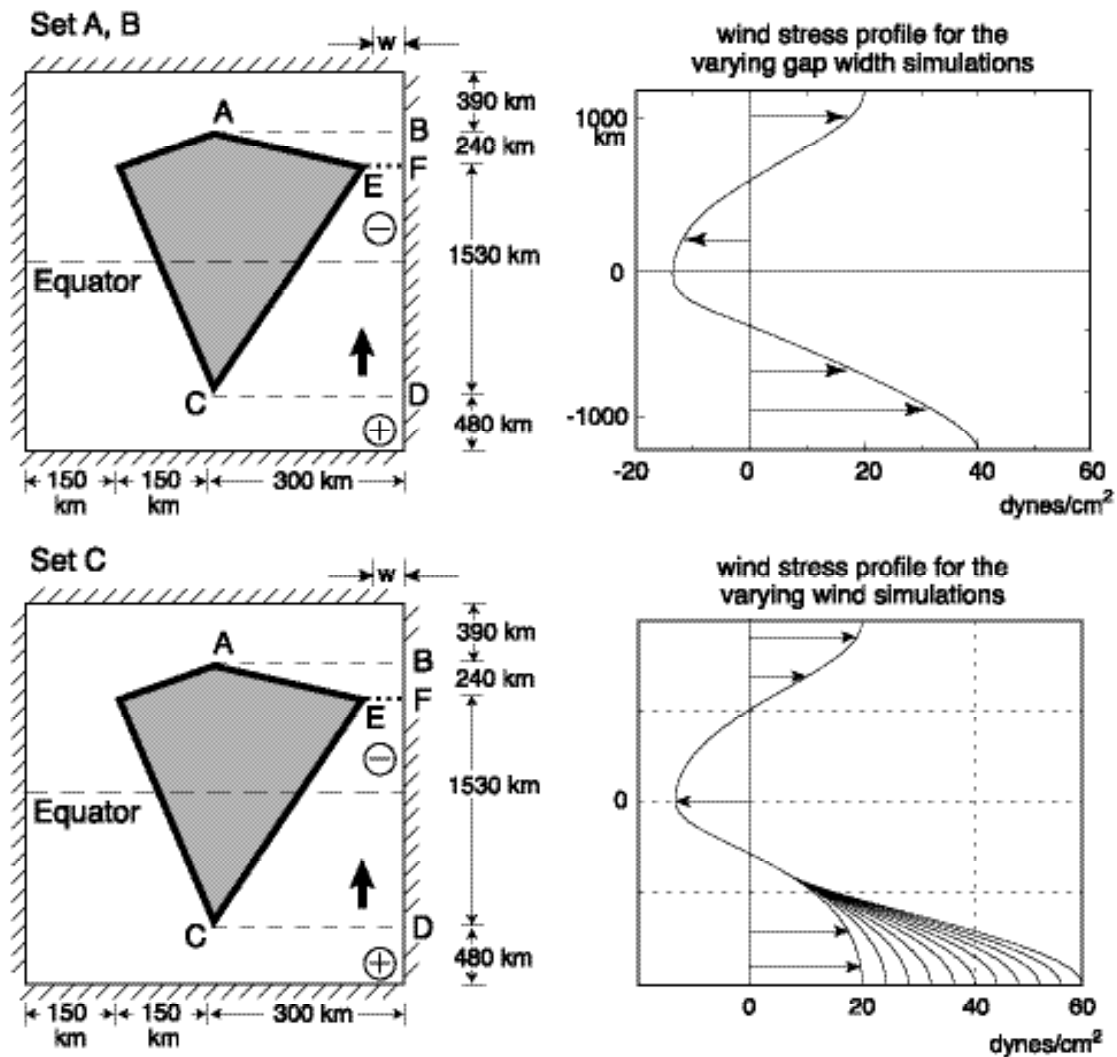 Set A, B
w
A
B
F
E
C
D
Equator
−
+
390 km
240 km
1530 km
480 km
150 km
150 km
300 km
wind stress profile for the
varying gap width simulations
1000
km
0
-1000
-20
0
20
40
60
dynes/cm²
Set C
w
A
B
F
E
C
D
Equator
−
+
390 km
240 km
1530 km
480 km
150 km
150 km
300 km
wind stress profile for the
varying wind simulations
0
0
20
40
60
dynes/cm²